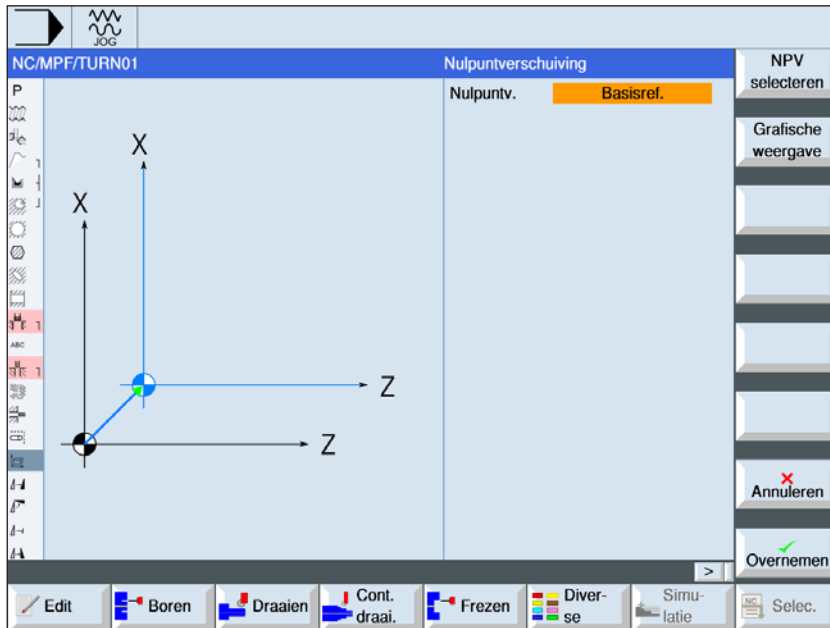 JOG
NC/MPF/TURN01
Nulpuntverschuiving
NPV
selecteren
Nulpuntv.
Basisref.
Grafische
weergave
P
X
X
Z
Z
ABC
Annuleren
Overnemen
>
Edit
Boren
Draaien
Cont.
draai.
Frezen
Diver-
se
Simu-
latie
NC
Selec.